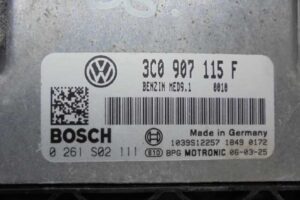 3C0 907 115 F
BENZIN MED9.1 0010
BOSCH
Made in Germany
1039S12257 1849 0172
0 261 S02 111
BPG MOTRONIC 06-03-25